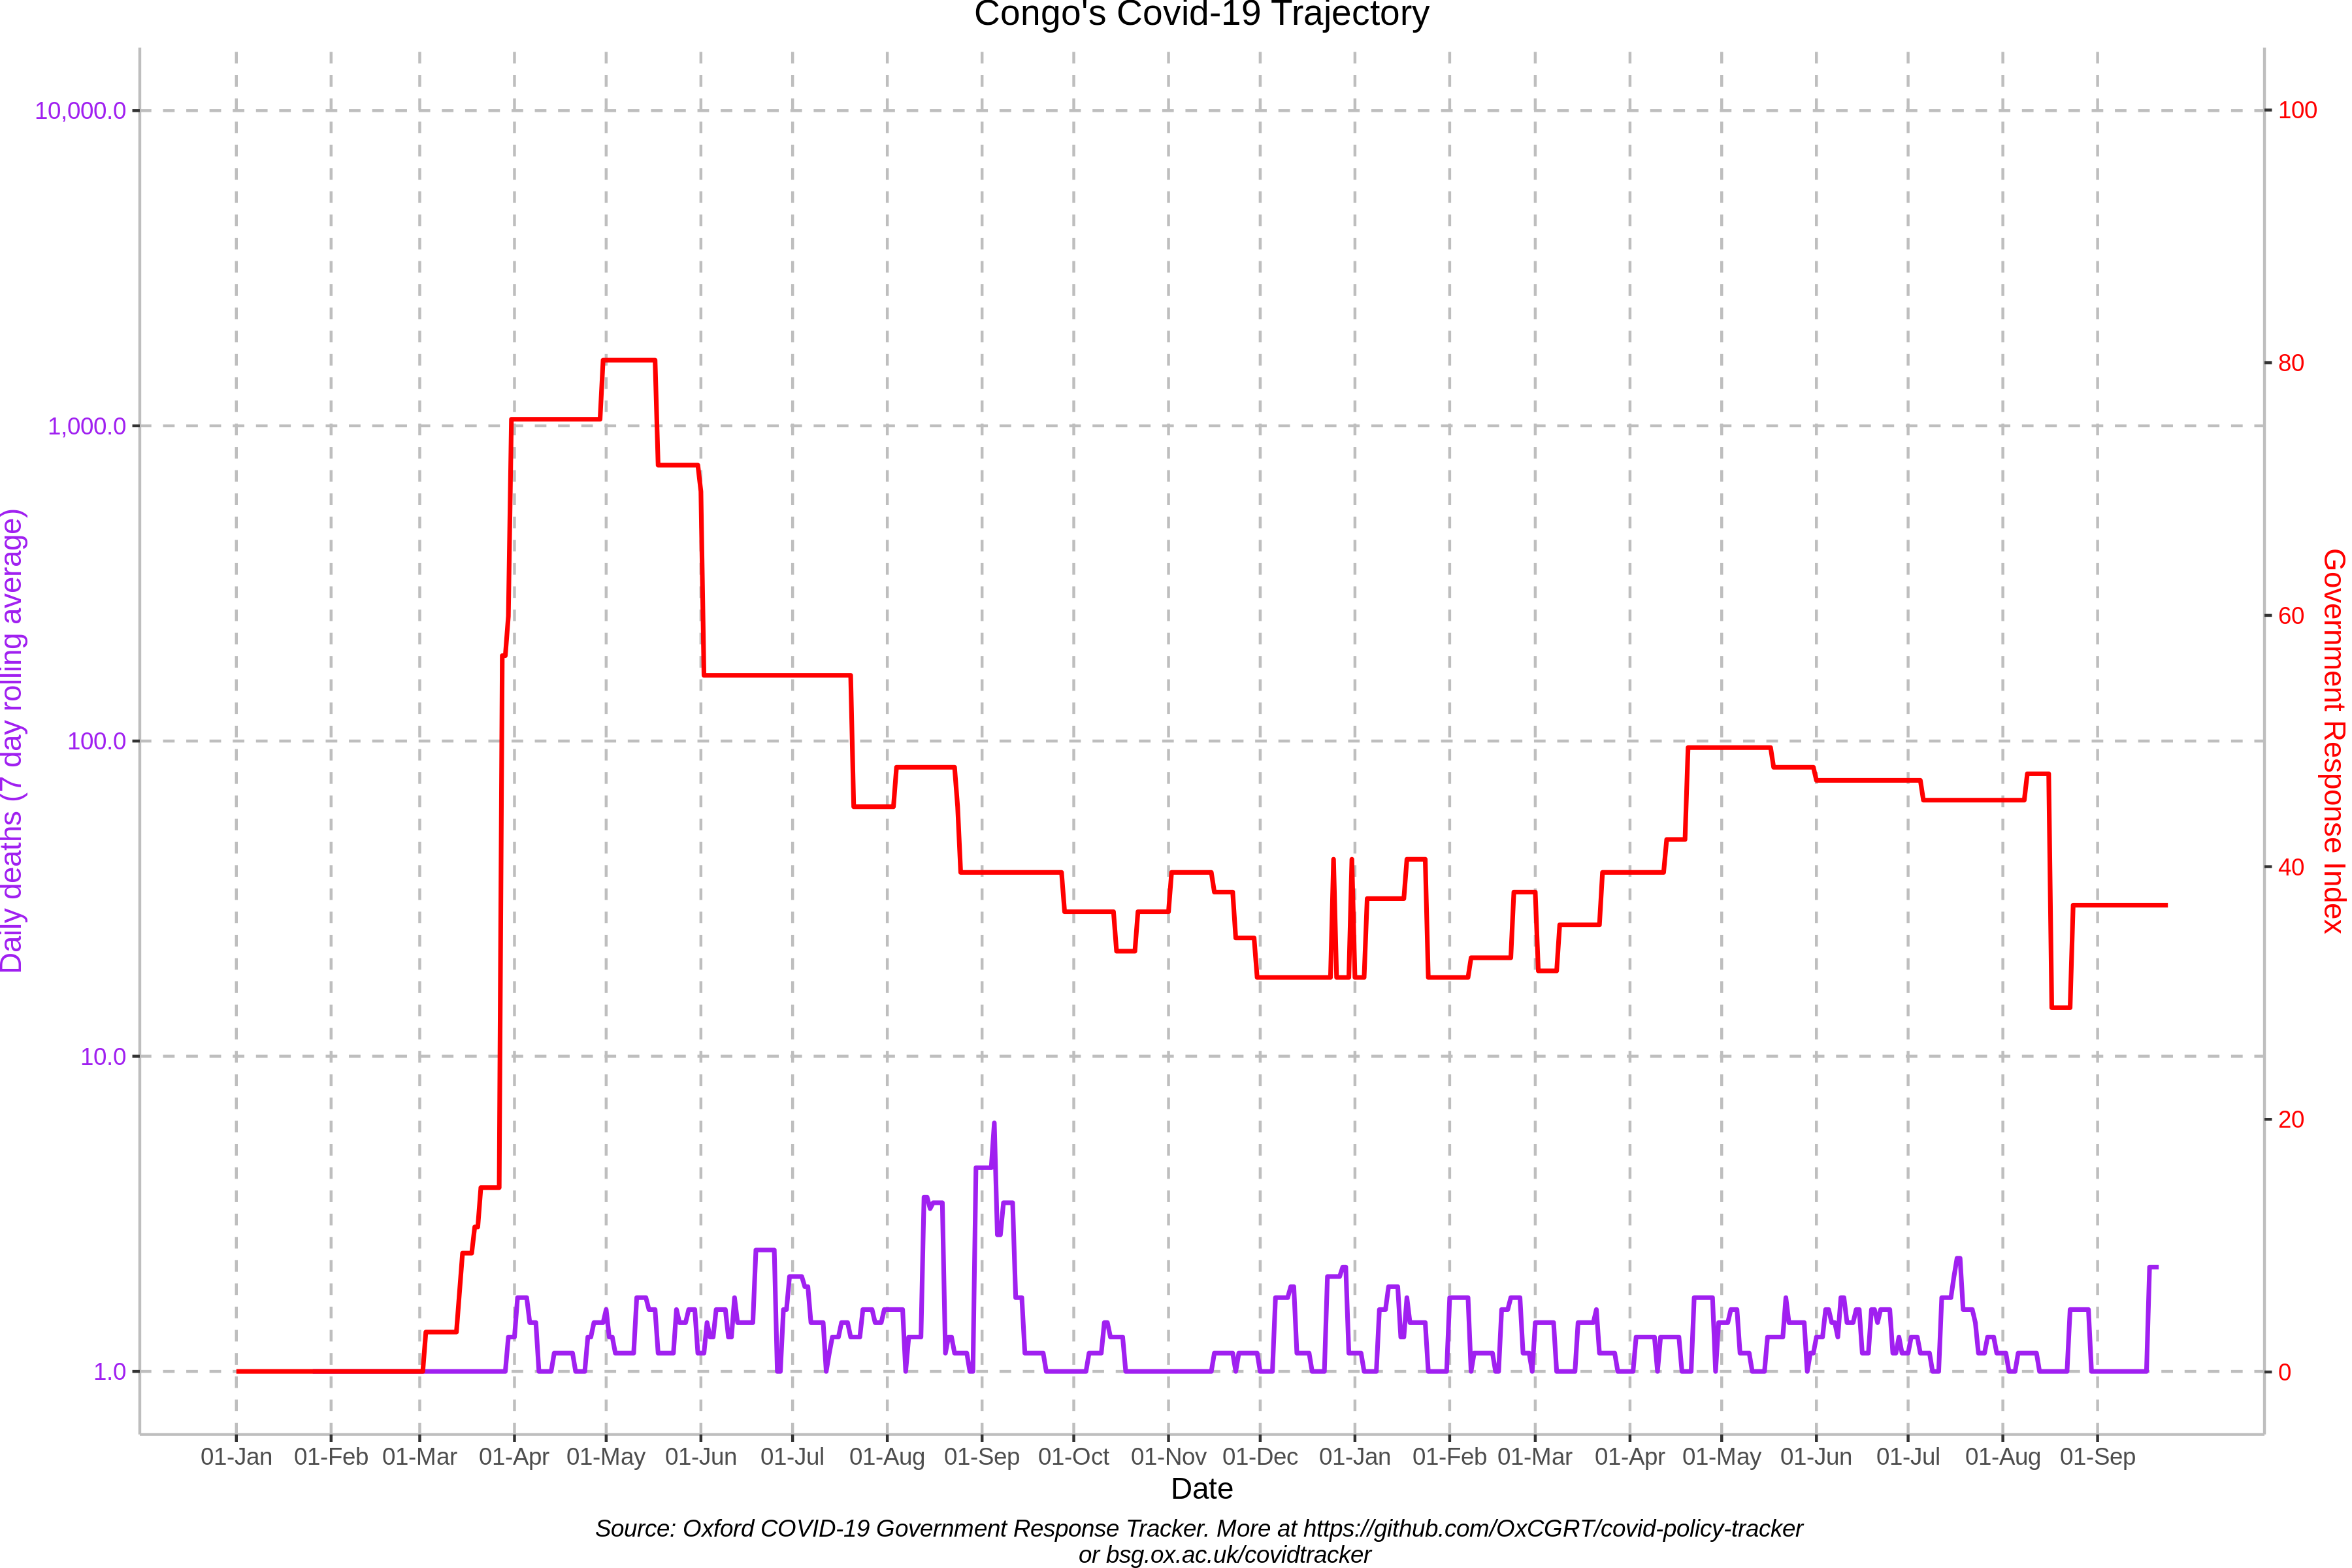 Congo's Covid-19 Trajectory
10,000.0
1,000.0
100.0
10.0
1.0
Daily deaths (7 day rolling average)
100
80
60
40
20
0
Government Response Index
01-Jan 01-Feb 01-Mar 01-Apr 01-May 01-Jun 01-Jul 01-Aug 01-Sep 01-Oct 01-Nov 01-Dec 01-Jan 01-Feb 01-Mar 01-Apr 01-May 01-Jun 01-Jul 01-Aug 01-Sep
Date
Source: Oxford COVID-19 Government Response Tracker. More at https://github.com/OxCGRT/covid-policy-tracker
or bsg.ox.ac.uk/covidtracker